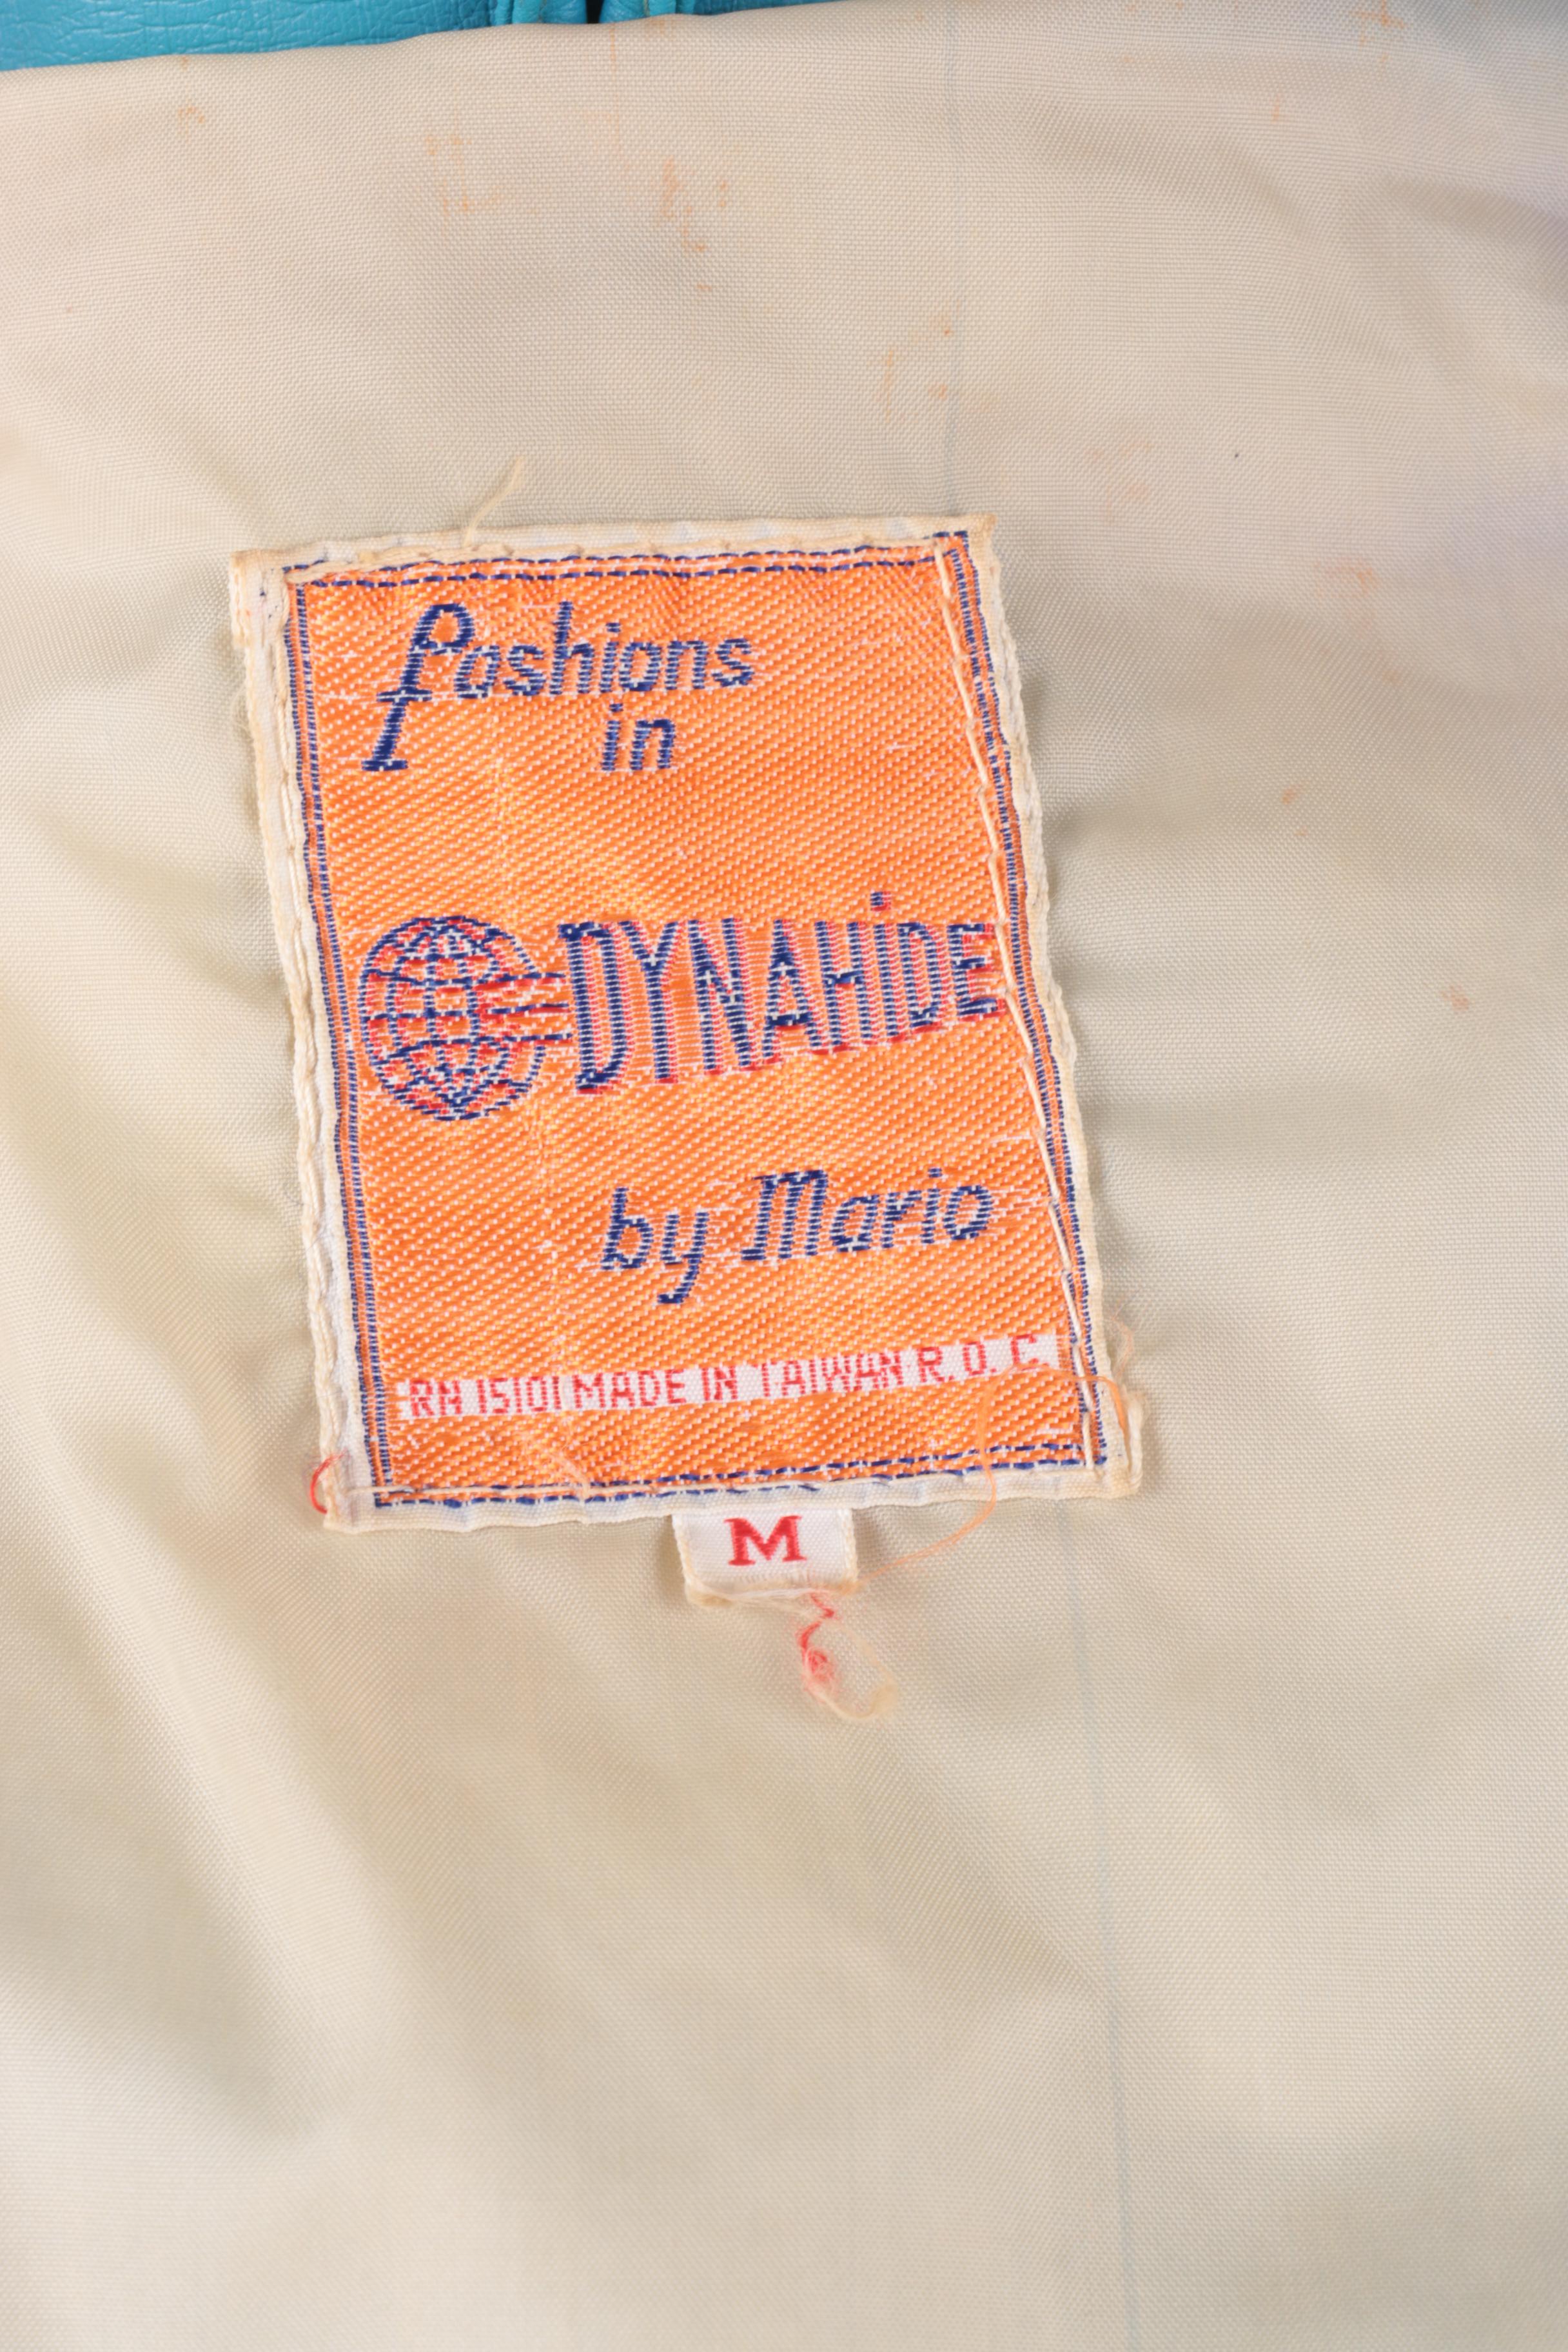 fashions
in
DYNAHiDE
by Mario
RN 15101 MADE IN TAIWAN R. O. C.
M